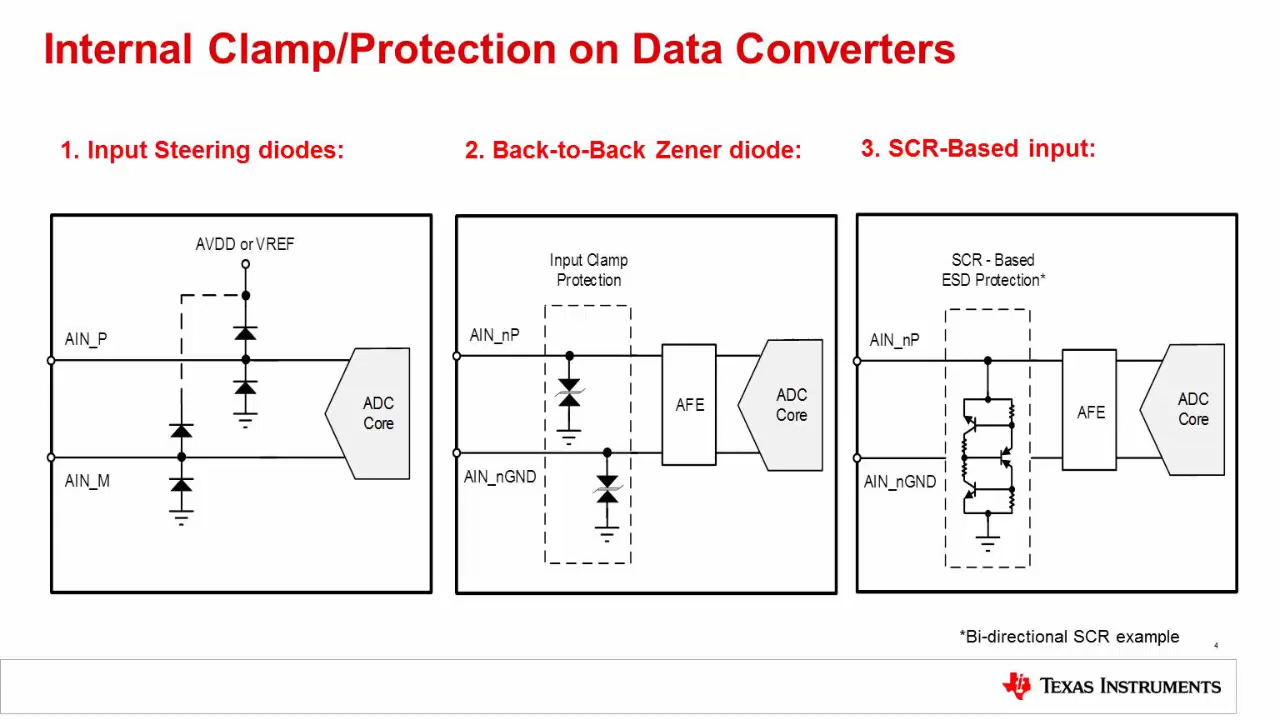 Internal Clamp/Protection on Data Converters
1. Input Steering diodes:
2. Back-to-Back Zener diode:
3. SCR-Based input:
AVDD or VREF
AIN_P
ADC
Core
AIN_M
Input Clamp
Protection
AIN_nP
AFE
ADC
Core
AIN_nGND
SCR - Based
ESD Protection*
AIN_nP
AFE
ADC
Core
AIN_nGND
*Bi-directional SCR example
4
TEXAS INSTRUMENTS